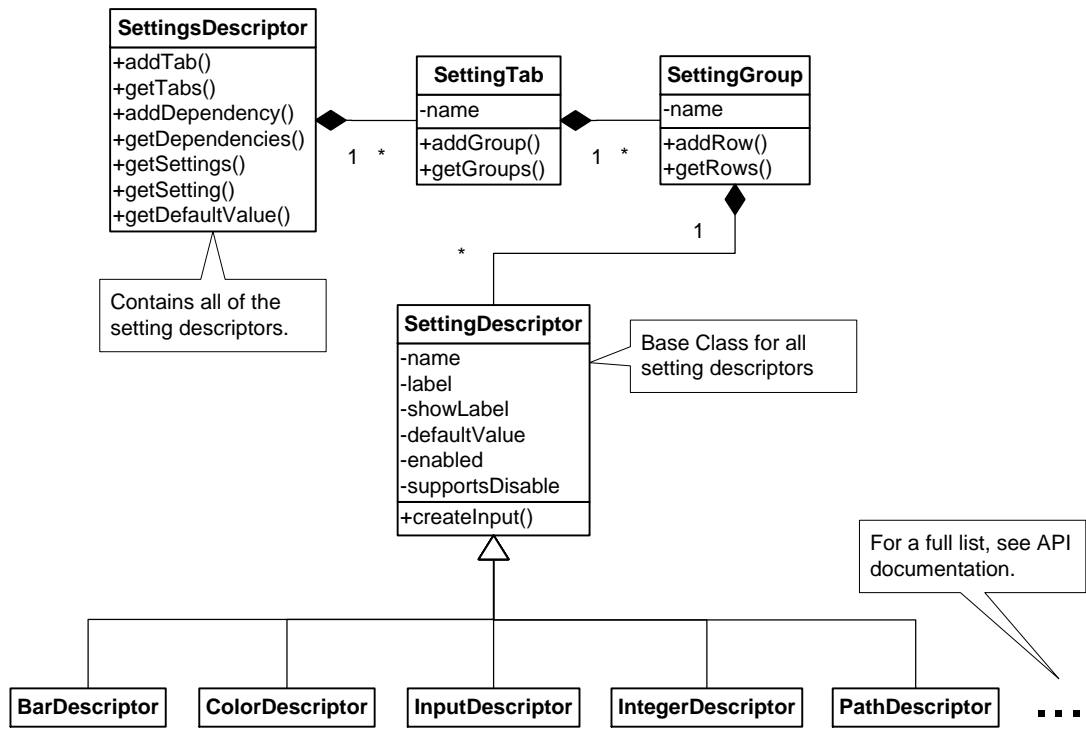 SettingsDescriptor
+addTab()
+getTabs()
+addDependency()
+getDependencies()
+getSettings()
+getSetting()
+getDefaultValue()
1 *
SettingTab
-name
+addGroup()
+getGroups()
1 *
SettingGroup
-name
+addRow()
+getRows()
1
*
Contains all of the
setting descriptors.
SettingDescriptor
-name
-label
-showLabel
-defaultValue
-enabled
-supportsDisable
+createInput()
Base Class for all
setting descriptors
For a full list, see API
documentation.
BarDescriptor
ColorDescriptor
InputDescriptor
IntegerDescriptor
PathDescriptor
...